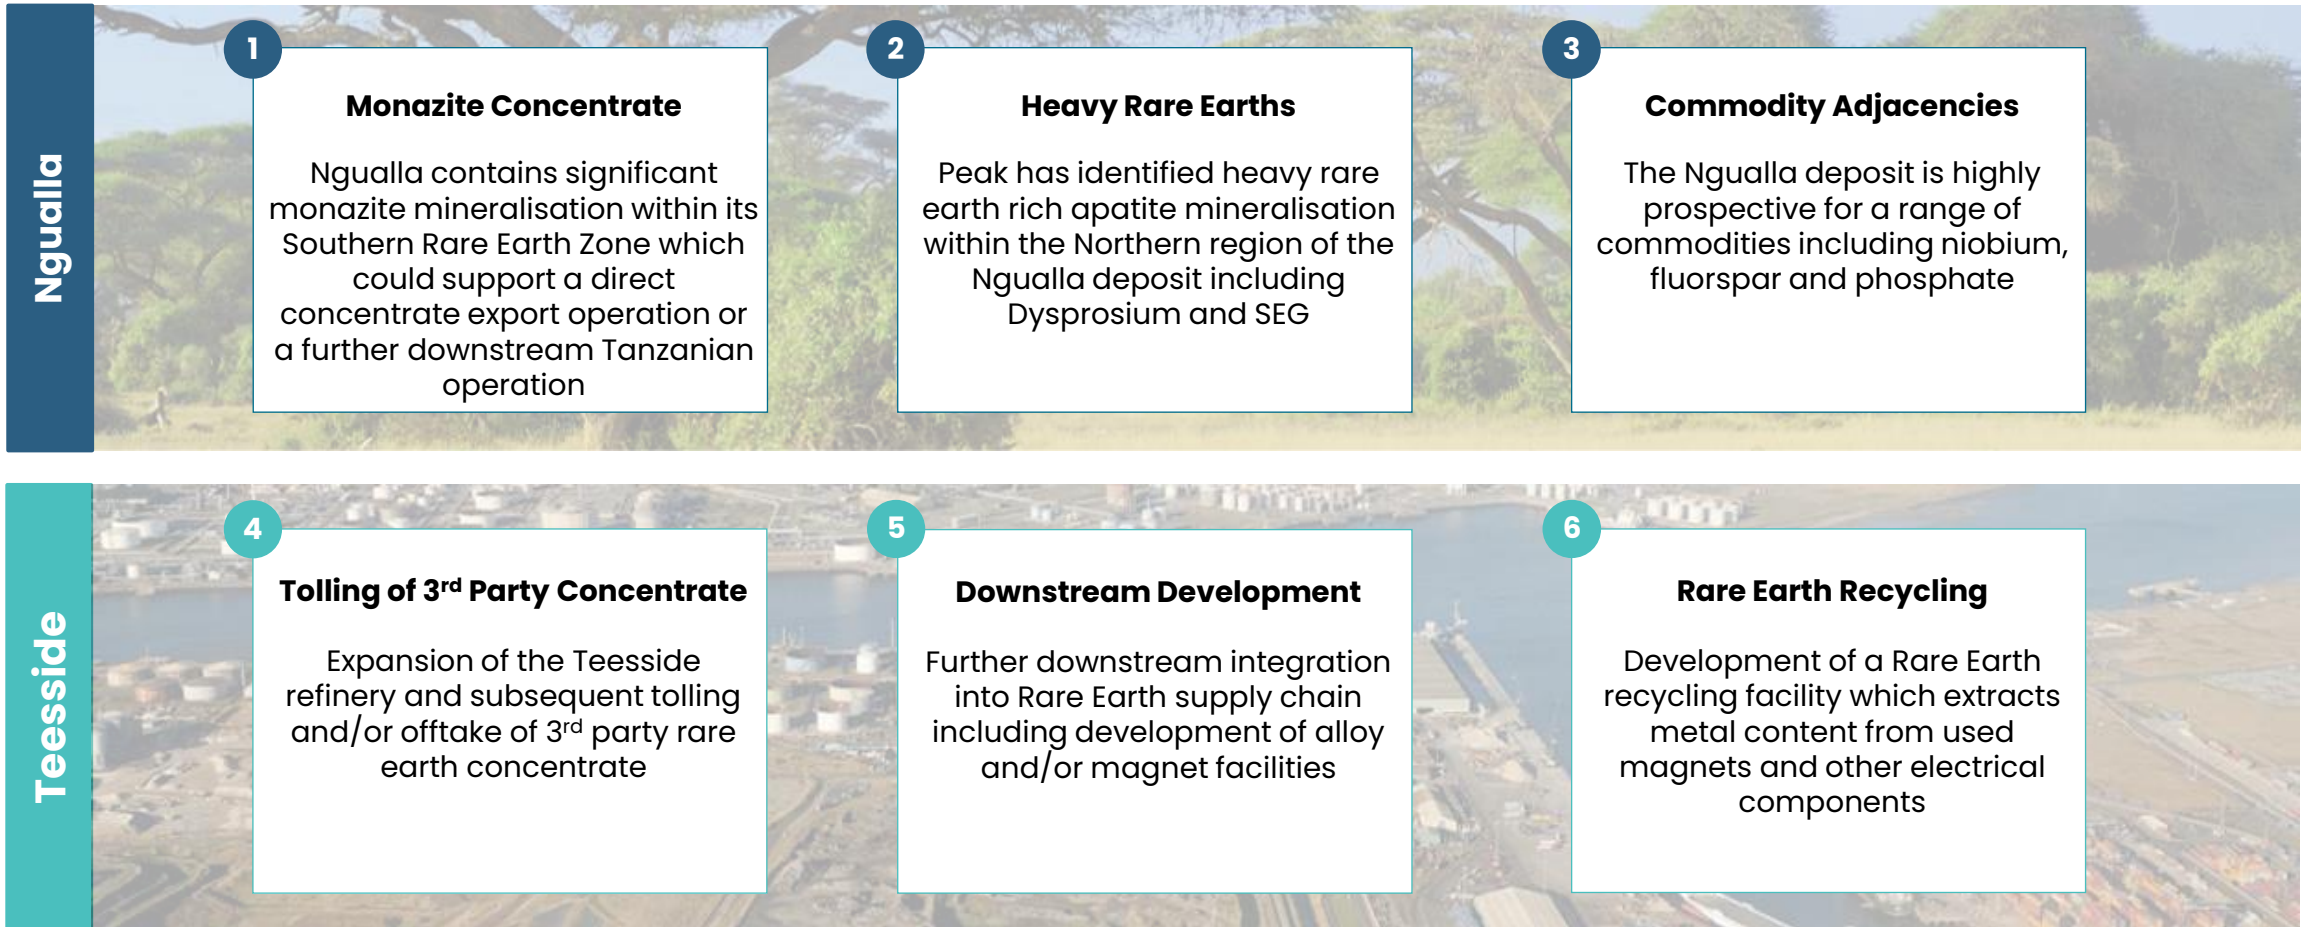 Ngualla
1
Monazite Concentrate
Ngualla contains significant
monazite mineralisation within its
Southern Rare Earth Zone which
could support a direct
concentrate export operation or
a further downstream Tanzanian
operation
2
Heavy Rare Earths
Peak has identified heavy rare
earth rich apatite mineralisation
within the Northern region of the
Ngualla deposit including
Dysprosium and SEG
3
Commodity Adjacencies
The Ngualla deposit is highly
prospective for a range of
commodities including niobium,
fluorspar and phosphate
Teesside
4
Tolling of 3rd Party Concentrate
Expansion of the Teesside
refinery and subsequent tolling
and/or offtake of 3rd party rare
earth concentrate
5
Downstream Development
Further downstream integration
into Rare Earth supply chain
including development of alloy
and/or magnet facilities
6
Rare Earth Recycling
Development of a Rare Earth
recycling facility which extracts
metal content from used
magnets and other electrical
components